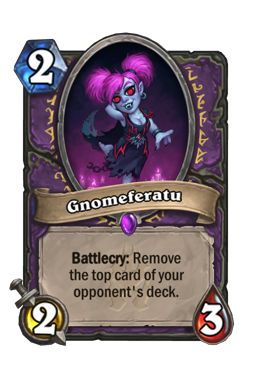 2
Gnomeferatu
Battlecry: Remove
the top card of your
opponent's deck.
2
3